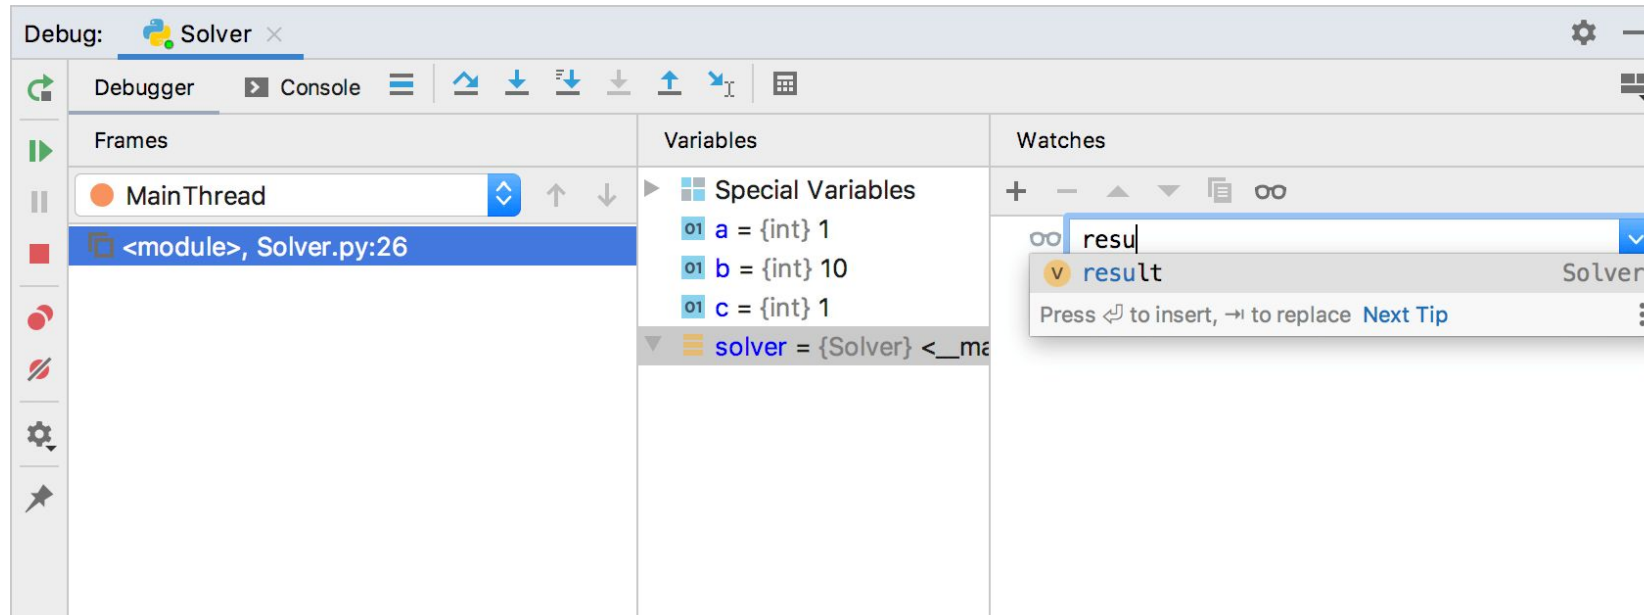 Debug: Solver
Debugger Console
Frames
Variables
Watches
MainThread
<module>, Solver.py:26
Special Variables
01 a = {int} 1
01 b = {int} 10
01 c = {int} 1
solver = {Solver} <__ma
resu
V result Solver
Press ⏎ to insert, →| to replace Next Tip